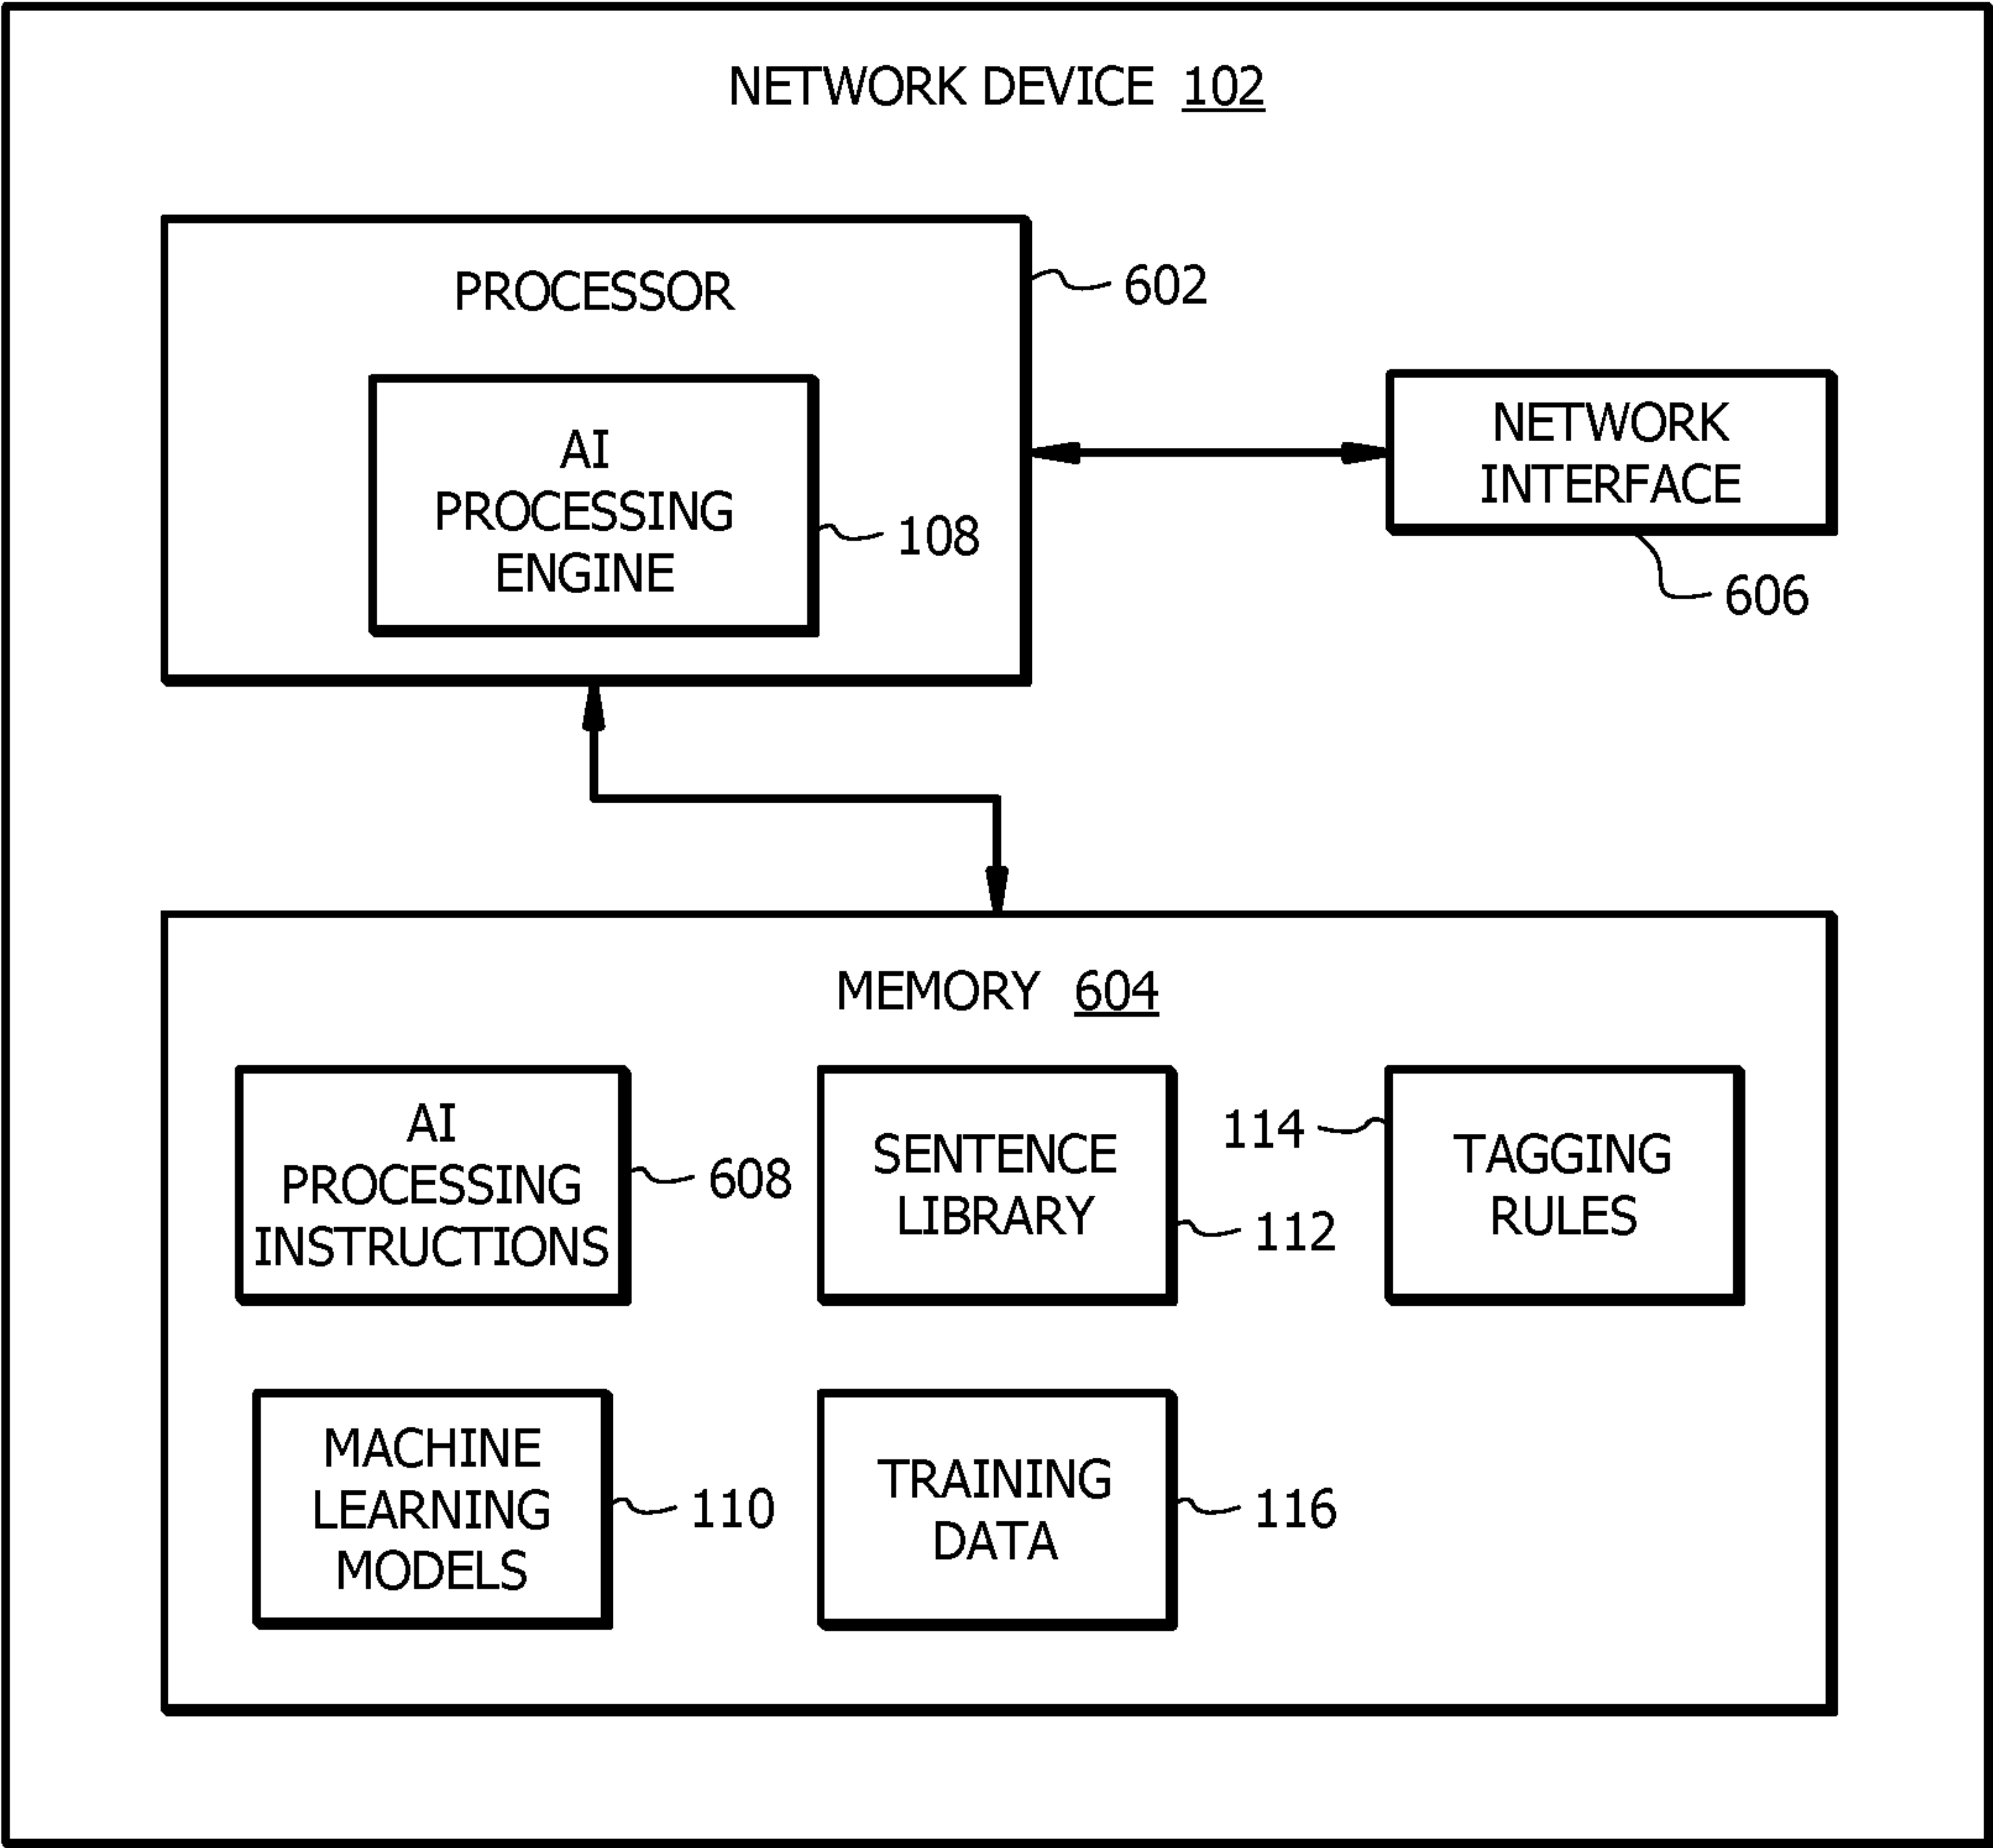 NETWORK DEVICE 102
PROCESSOR
602
AI
PROCESSING
ENGINE
108
NETWORK
INTERFACE
606
MEMORY 604
AI
PROCESSING
INSTRUCTIONS
608
SENTENCE
LIBRARY
112
114
TAGGING
RULES
MACHINE
LEARNING
MODELS
110
TRAINING
DATA
116